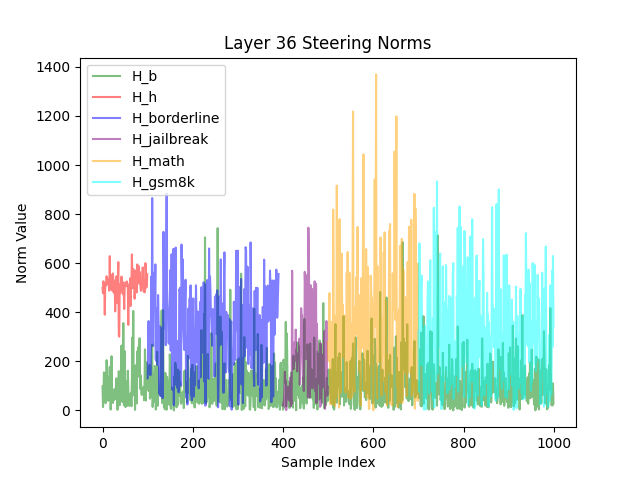 Layer 36 Steering Norms
1400
1200
1000
800
600
400
200
0
Norm Value
H_b
H_h
H_borderline
H_jailbreak
H_math
H_gsm8k
0
200
400
600
800
1000
Sample Index